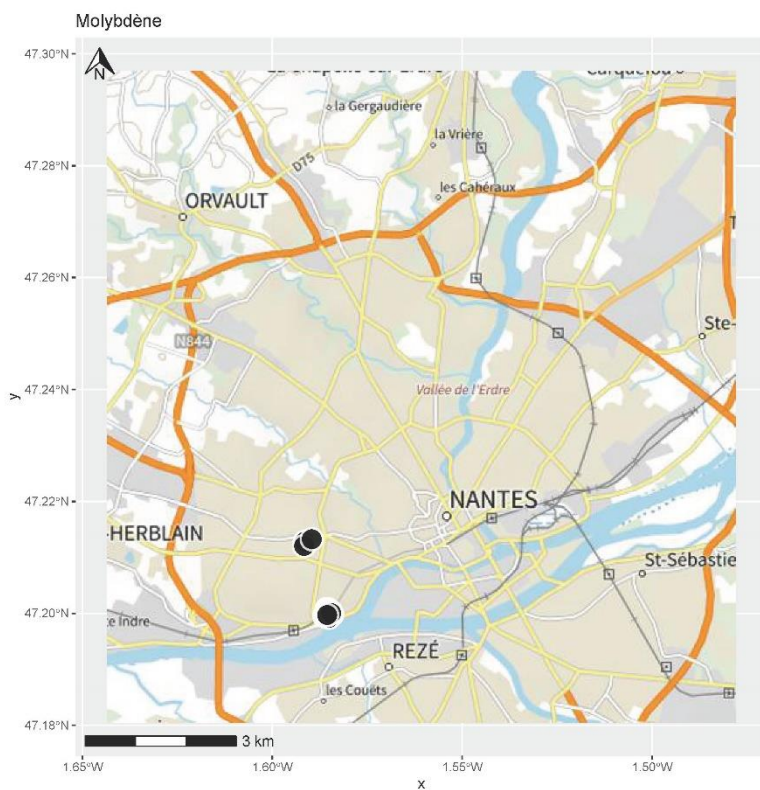 Molybdène
47.30°N
N
la Gergaudière
la Vrière
47.28°N
D75
les Cahéraux
ORVAULT
47.26°N
N844
Ste-
47.24°N
Vallée de l'Erdre
y
47.22°N
NANTES
-HERBLAIN
St-Sébastie
47.20°N
te Indre
REZÉ
les Couëts
47.18°N
3 km
1.65°W
1.60°W
1.55°W
1.50°W
x